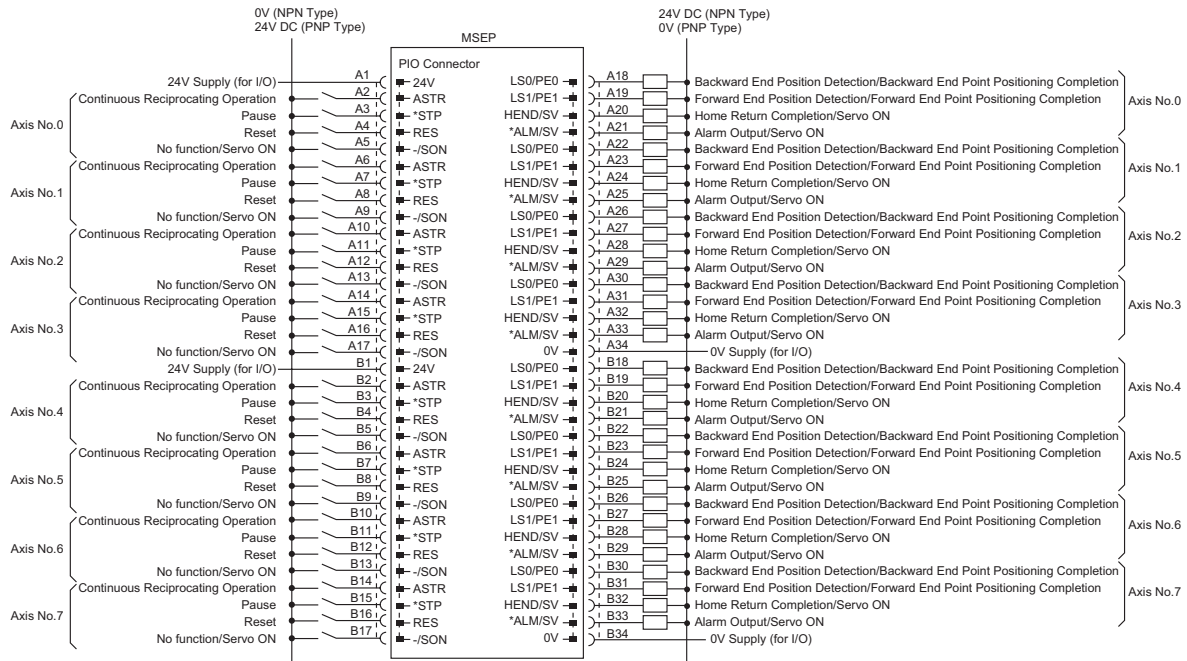 0V (NPN Type)
24V DC (PNP Type)
24V DC (NPN Type)
0V (PNP Type)
MSEP
PIO Connector
24V Supply (for I/O) A1 24V LS0/PE0 A18 Backward End Position Detection/Backward End Point Positioning Completion
Continuous Reciprocating Operation A2 ASTR LS1/PE1 A19 Forward End Position Detection/Forward End Point Positioning Completion
Axis No.0 Axis No.0
Pause A3 *STP HEND/SV A20 Home Return Completion/Servo ON
Reset A4 RES *ALM/SV A21 Alarm Output/Servo ON
No function/Servo ON A5 -/SON LS0/PE0 A22 Backward End Position Detection/Backward End Point Positioning Completion
Continuous Reciprocating Operation A6 ASTR LS1/PE1 A23 Forward End Position Detection/Forward End Point Positioning Completion
Axis No.1 Axis No.1
Pause A7 *STP HEND/SV A24 Home Return Completion/Servo ON
Reset A8 RES *ALM/SV A25 Alarm Output/Servo ON
No function/Servo ON A9 -/SON LS0/PE0 A26 Backward End Position Detection/Backward End Point Positioning Completion
Continuous Reciprocating Operation A10 ASTR LS1/PE1 A27 Forward End Position Detection/Forward End Point Positioning Completion
Axis No.2 Axis No.2
Pause A11 *STP HEND/SV A28 Home Return Completion/Servo ON
Reset A12 RES *ALM/SV A29 Alarm Output/Servo ON
No function/Servo ON A13 -/SON LS0/PE0 A30 Backward End Position Detection/Backward End Point Positioning Completion
Continuous Reciprocating Operation A14 ASTR LS1/PE1 A31 Forward End Position Detection/Forward End Point Positioning Completion
Axis No.3 Axis No.3
Pause A15 *STP HEND/SV A32 Home Return Completion/Servo ON
Reset A16 RES *ALM/SV A33 Alarm Output/Servo ON
No function/Servo ON A17 -/SON 0V A34 0V Supply (for I/O)
24V Supply (for I/O) B1 24V LS0/PE0 B18 Backward End Position Detection/Backward End Point Positioning Completion
Continuous Reciprocating Operation B2 ASTR LS1/PE1 B19 Forward End Position Detection/Forward End Point Positioning Completion
Axis No.4 Axis No.4
Pause B3 *STP HEND/SV B20 Home Return Completion/Servo ON
Reset B4 RES *ALM/SV B21 Alarm Output/Servo ON
No function/Servo ON B5 -/SON LS0/PE0 B22 Backward End Position Detection/Backward End Point Positioning Completion
Continuous Reciprocating Operation B6 ASTR LS1/PE1 B23 Forward End Position Detection/Forward End Point Positioning Completion
Axis No.5 Axis No.5
Pause B7 *STP HEND/SV B24 Home Return Completion/Servo ON
Reset B8 RES *ALM/SV B25 Alarm Output/Servo ON
No function/Servo ON B9 -/SON LS0/PE0 B26 Backward End Position Detection/Backward End Point Positioning Completion
Continuous Reciprocating Operation B10 ASTR LS1/PE1 B27 Forward End Position Detection/Forward End Point Positioning Completion
Axis No.6 Axis No.6
Pause B11 *STP HEND/SV B28 Home Return Completion/Servo ON
Reset B12 RES *ALM/SV B29 Alarm Output/Servo ON
No function/Servo ON B13 -/SON LS0/PE0 B30 Backward End Position Detection/Backward End Point Positioning Completion
Continuous Reciprocating Operation B14 ASTR LS1/PE1 B31 Forward End Position Detection/Forward End Point Positioning Completion
Axis No.7 Axis No.7
Pause B15 *STP HEND/SV B32 Home Return Completion/Servo ON
Reset B16 RES *ALM/SV B33 Alarm Output/Servo ON
No function/Servo ON B17 -/SON 0V B34 0V Supply (for I/O)